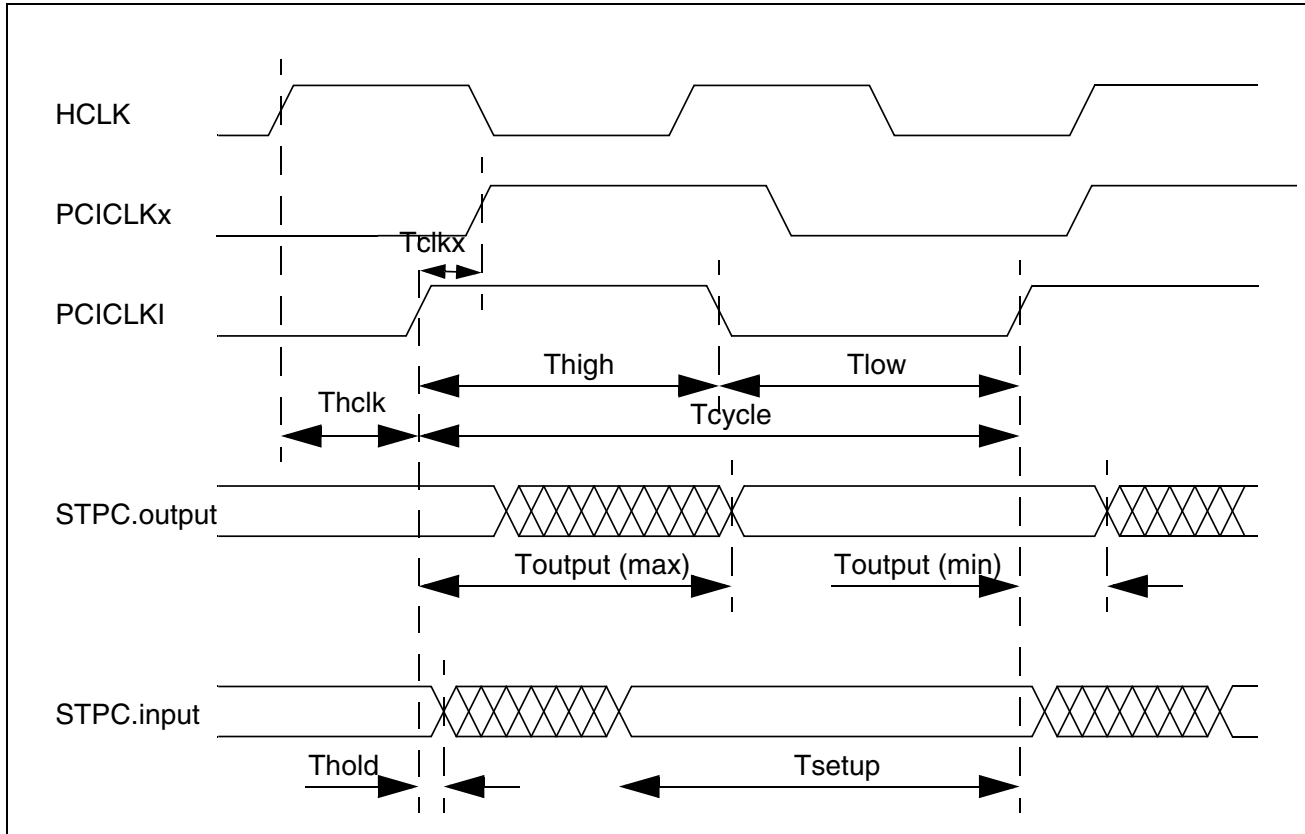 HCLK
PCICLKx
Tclkx
PCICLKI
Thigh
Tlow
Thclk
Tcycle
STPC.output
Toutput (max)
Toutput (min)
STPC.input
Thold
Tsetup